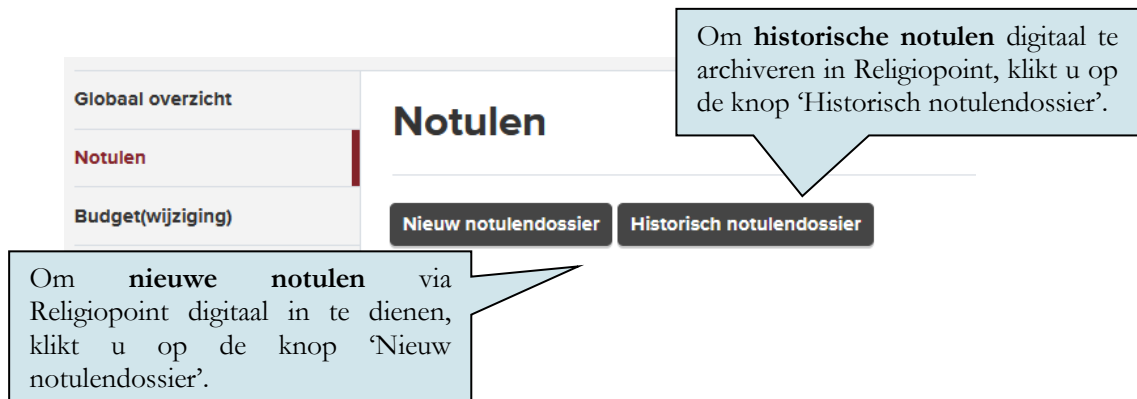 Om historische notulen digitaal te
archiveren in Religiopoint, klikt u op
de knop ‘Historisch notulendossier’.
Globaal overzicht
Notulen
Budget(wijziging)
Notulen
Nieuw notulendossier
Historisch notulendossier
Om nieuwe notulen via
Religiopoint digitaal in te dienen,
klikt u op de knop ‘Nieuw
notulendossier’.